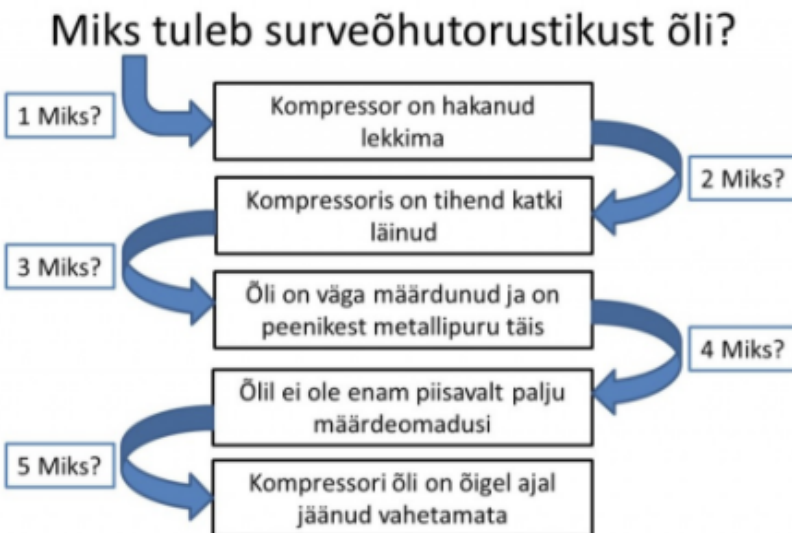 Miks tuleb surveõhutorustikust õli?
1 Miks?
Kompressor on hakanud
lekkima
2 Miks?
Kompressoris on tihend katki
läinud
3 Miks?
Õli on väga määrdunud ja on
peenikest metallipuru täis
4 Miks?
Õlil ei ole enam piisavalt palju
määrdeomadusi
5 Miks?
Kompressori õli on õigel ajal
jäänud vahetamata